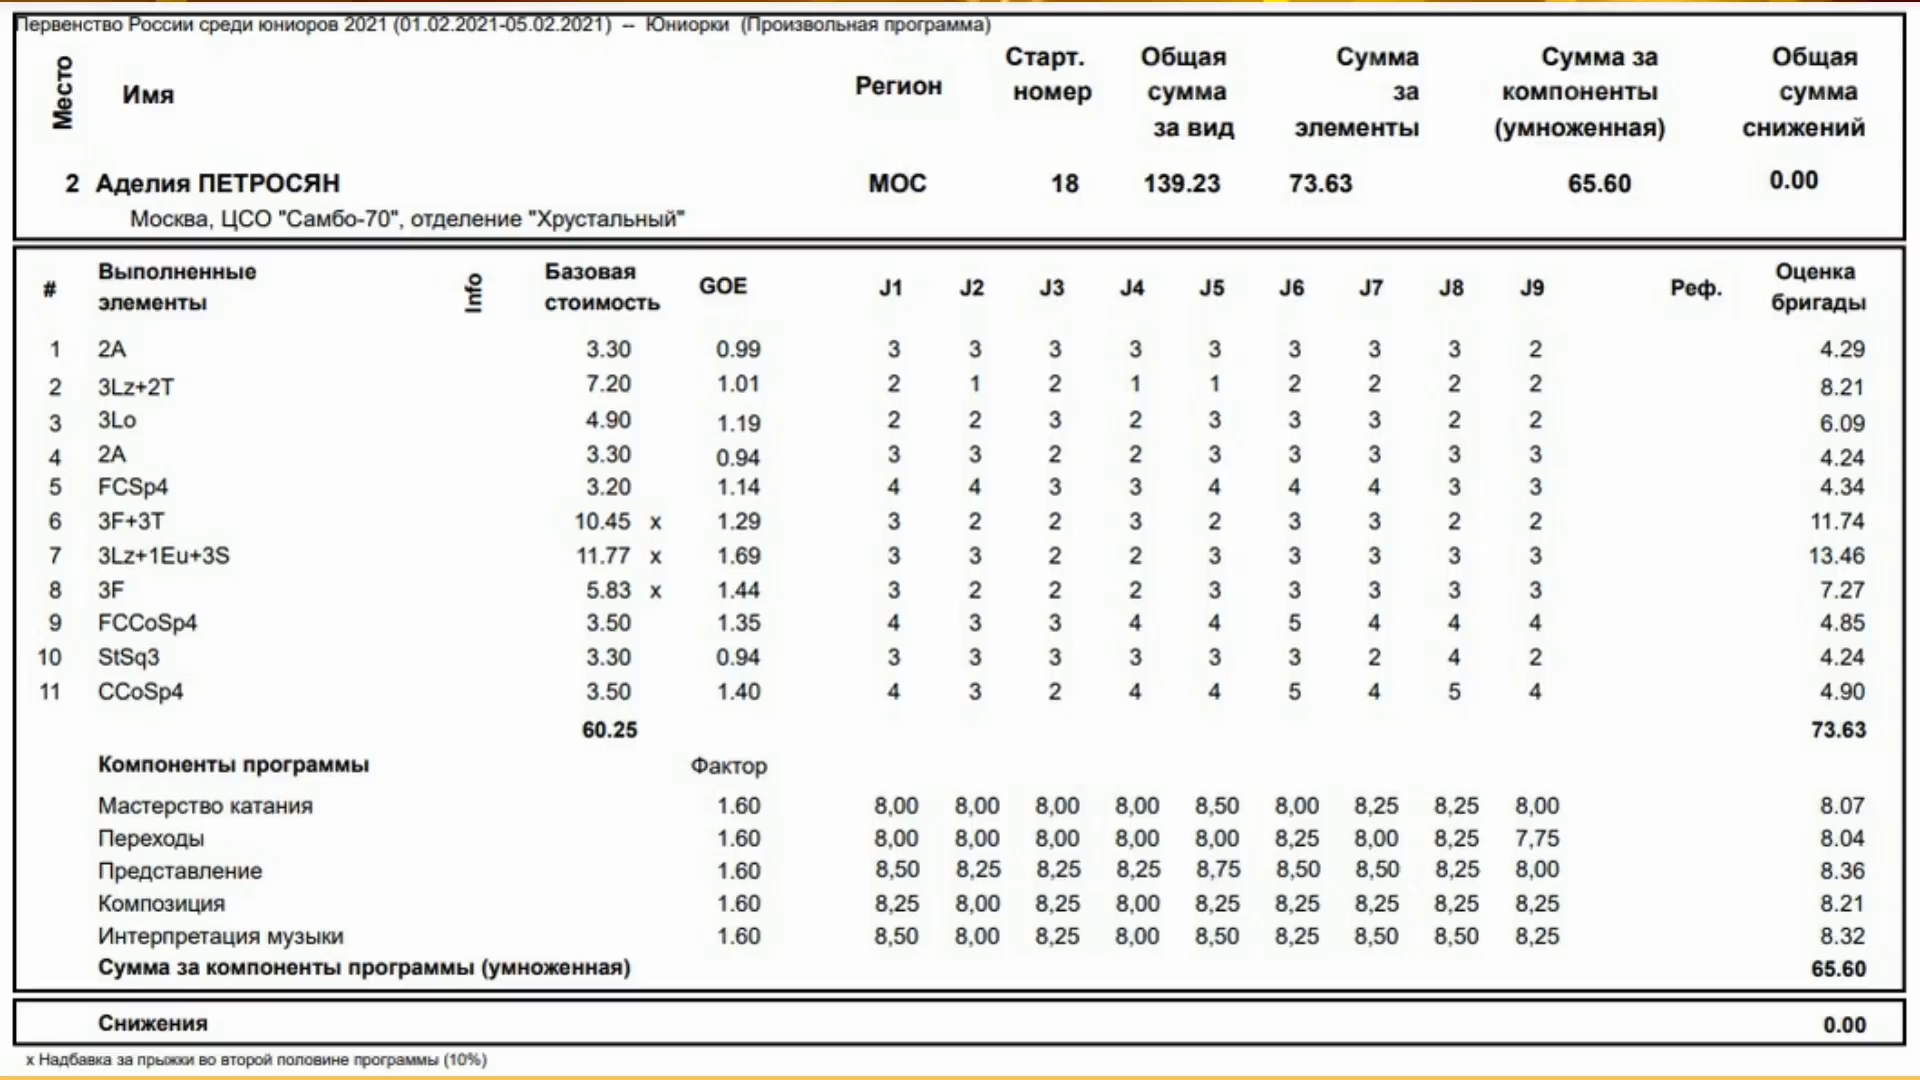 Первенство России среди юниоров 2021 (01.02.2021-05.02.2021) -- Юниорки (Произвольная программа)
Место Имя Регион Старт. номер Общая сумма за вид Сумма за элементы Сумма за компоненты (умноженная) Общая сумма снижений
2 Аделия ПЕТРОСЯН МОС 18 139.23 73.63 65.60 0.00
Москва, ЦСО "Самбо-70", отделение "Хрустальный"
# Выполненные элементы Info Базовая стоимость GOE J1 J2 J3 J4 J5 J6 J7 J8 J9 Реф. Оценка бригады
1 2A 3.30 0.99 3 3 3 3 3 3 3 3 2 4.29
2 3Lz+2T 7.20 1.01 2 1 2 1 1 2 2 2 2 8.21
3 3Lo 4.90 1.19 2 2 3 2 3 3 3 2 2 6.09
4 2A 3.30 0.94 3 3 2 2 3 3 3 3 3 4.24
5 FCSp4 3.20 1.14 4 4 3 3 4 4 4 3 3 4.34
6 3F+3T 10.45 x 1.29 3 2 2 3 2 3 3 2 2 11.74
7 3Lz+1Eu+3S 11.77 x 1.69 3 3 2 2 3 3 3 3 3 13.46
8 3F 5.83 x 1.44 3 2 2 2 3 3 3 3 3 7.27
9 FCCoSp4 3.50 1.35 4 3 3 4 4 5 4 4 4 4.85
10 StSq3 3.30 0.94 3 3 3 3 3 3 2 4 2 4.24
11 CCoSp4 3.50 1.40 4 3 2 4 4 5 4 5 4 4.90
60.25 73.63
Компоненты программы Фактор
Мастерство катания 1.60 8,00 8,00 8,00 8,00 8,50 8,00 8,25 8,25 8,00 8.07
Переходы 1.60 8,00 8,00 8,00 8,00 8,00 8,25 8,00 8,25 7,75 8.04
Представление 1.60 8,50 8,25 8,25 8,25 8,75 8,50 8,50 8,25 8,00 8.36
Композиция 1.60 8,25 8,00 8,25 8,00 8,25 8,25 8,25 8,25 8,25 8.21
Интерпретация музыки 1.60 8,50 8,00 8,25 8,00 8,50 8,25 8,50 8,50 8,25 8.32
Сумма за компоненты программы (умноженная) 65.60
Снижения 0.00
x Надбавка за прыжки во второй половине программы (10%)